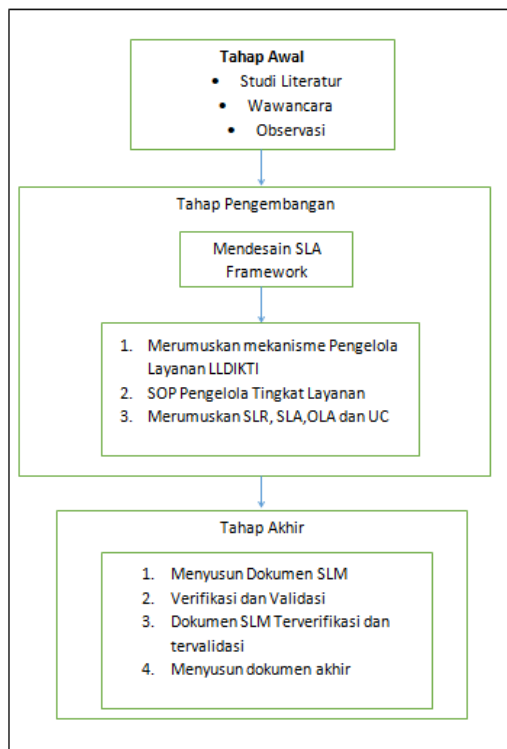 Tahap Awal
• Studi Literatur
• Wawancara
• Observasi
Tahap Pengembangan
Mendesain SLA
Framework
1. Merumuskan mekanisme Pengelola
Layanan LLDIKTI
2. SOP Pengelola Tingkat Layanan
3. Merumuskan SLR, SLA,OLA dan UC
Tahap Akhir
1. Menyusun Dokumen SLM
2. Verifikasi dan Validasi
3. Dokumen SLM Terverifikasi dan
tervalidasi
4. Menyusun dokumen akhir